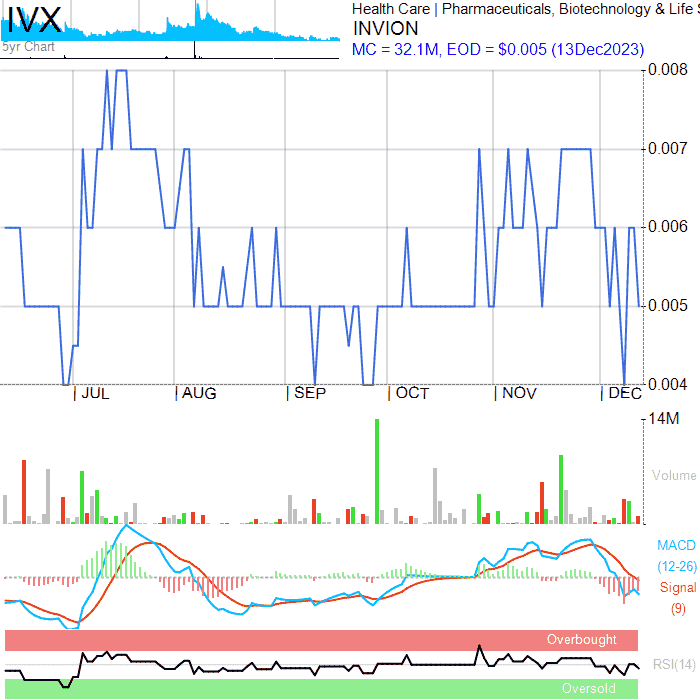 IVX
5yr Chart
Health Care | Pharmaceuticals, Biotechnology & Life S
INVION
MC = 32.1M, EOD = $0.005 (13Dec2023)
0.008
0.007
0.006
0.005
0.004
| JUL | AUG | SEP | OCT | NOV | DEC
14M
Volume
MACD
(12-26)
Signal
(9)
Overbought
RSI(14)
Oversold